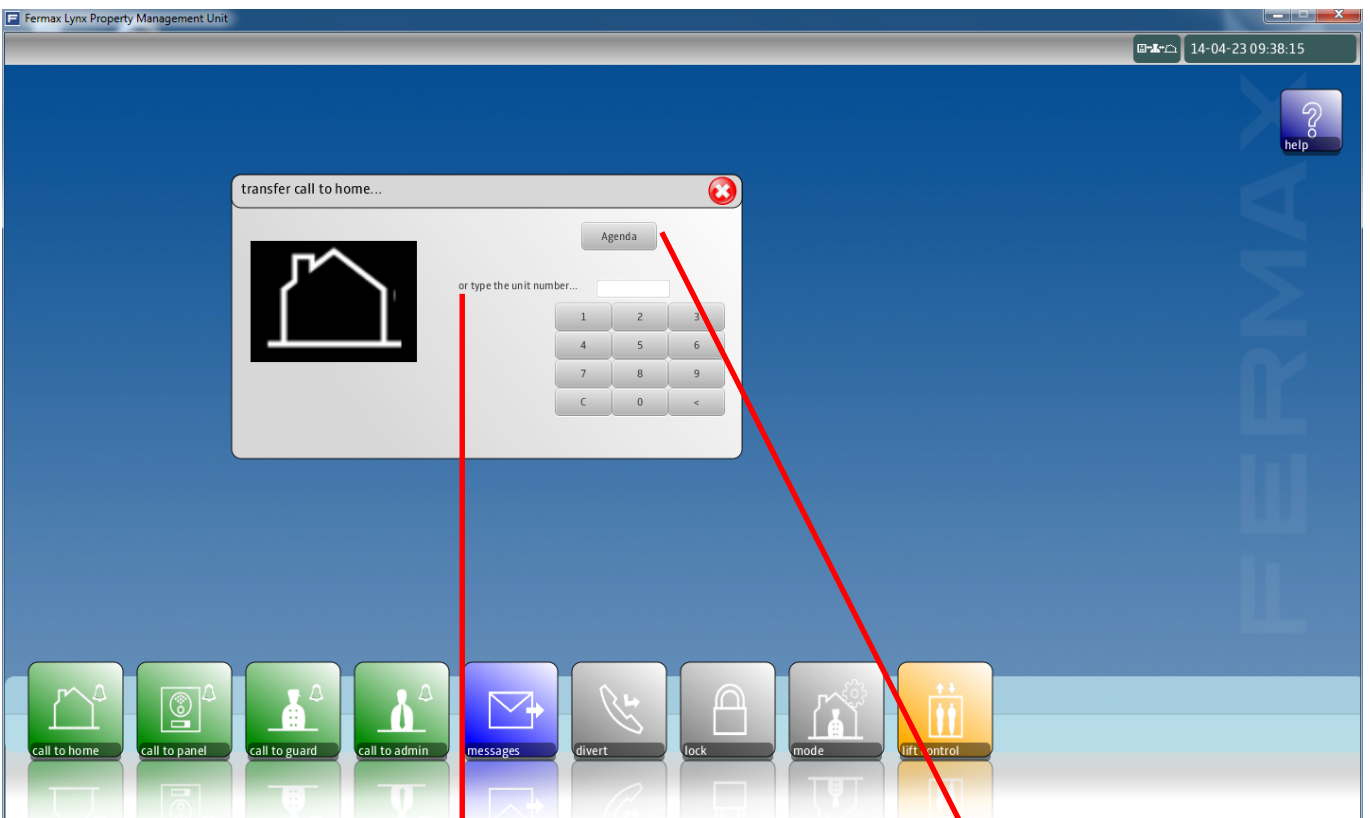 Fermax Lynx Property Management Unit
14-04-23 09:38:15
help
FERMAX
transfer call to home...
Agenda
or type the unit number...
1 2 3
4 5 6
7 8 9
C 0 <
call to home
call to panel
call to guard
call to admin
messages
divert
lock
mode
lift control